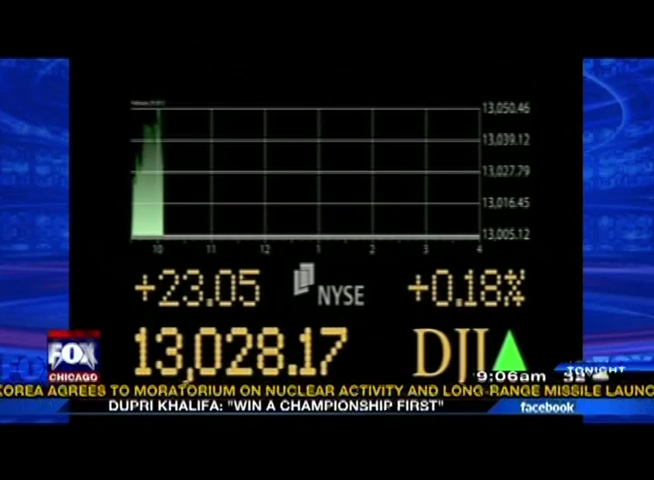 13,050.46
13,039.12
13,027.79
13,016.45
13,005.12
10 11 12 1 2 3 4
+23.05 NYSE +0.18%
13,028.17 DJI
FOX
CHICAGO
9:06am
TONIGHT
32°
KOREA AGREES TO MORATORIUM ON NUCLEAR ACTIVITY AND LONG-RANGE MISSILE LAUNC
DUPRI KHALIFA: "WIN A CHAMPIONSHIP FIRST"
facebook